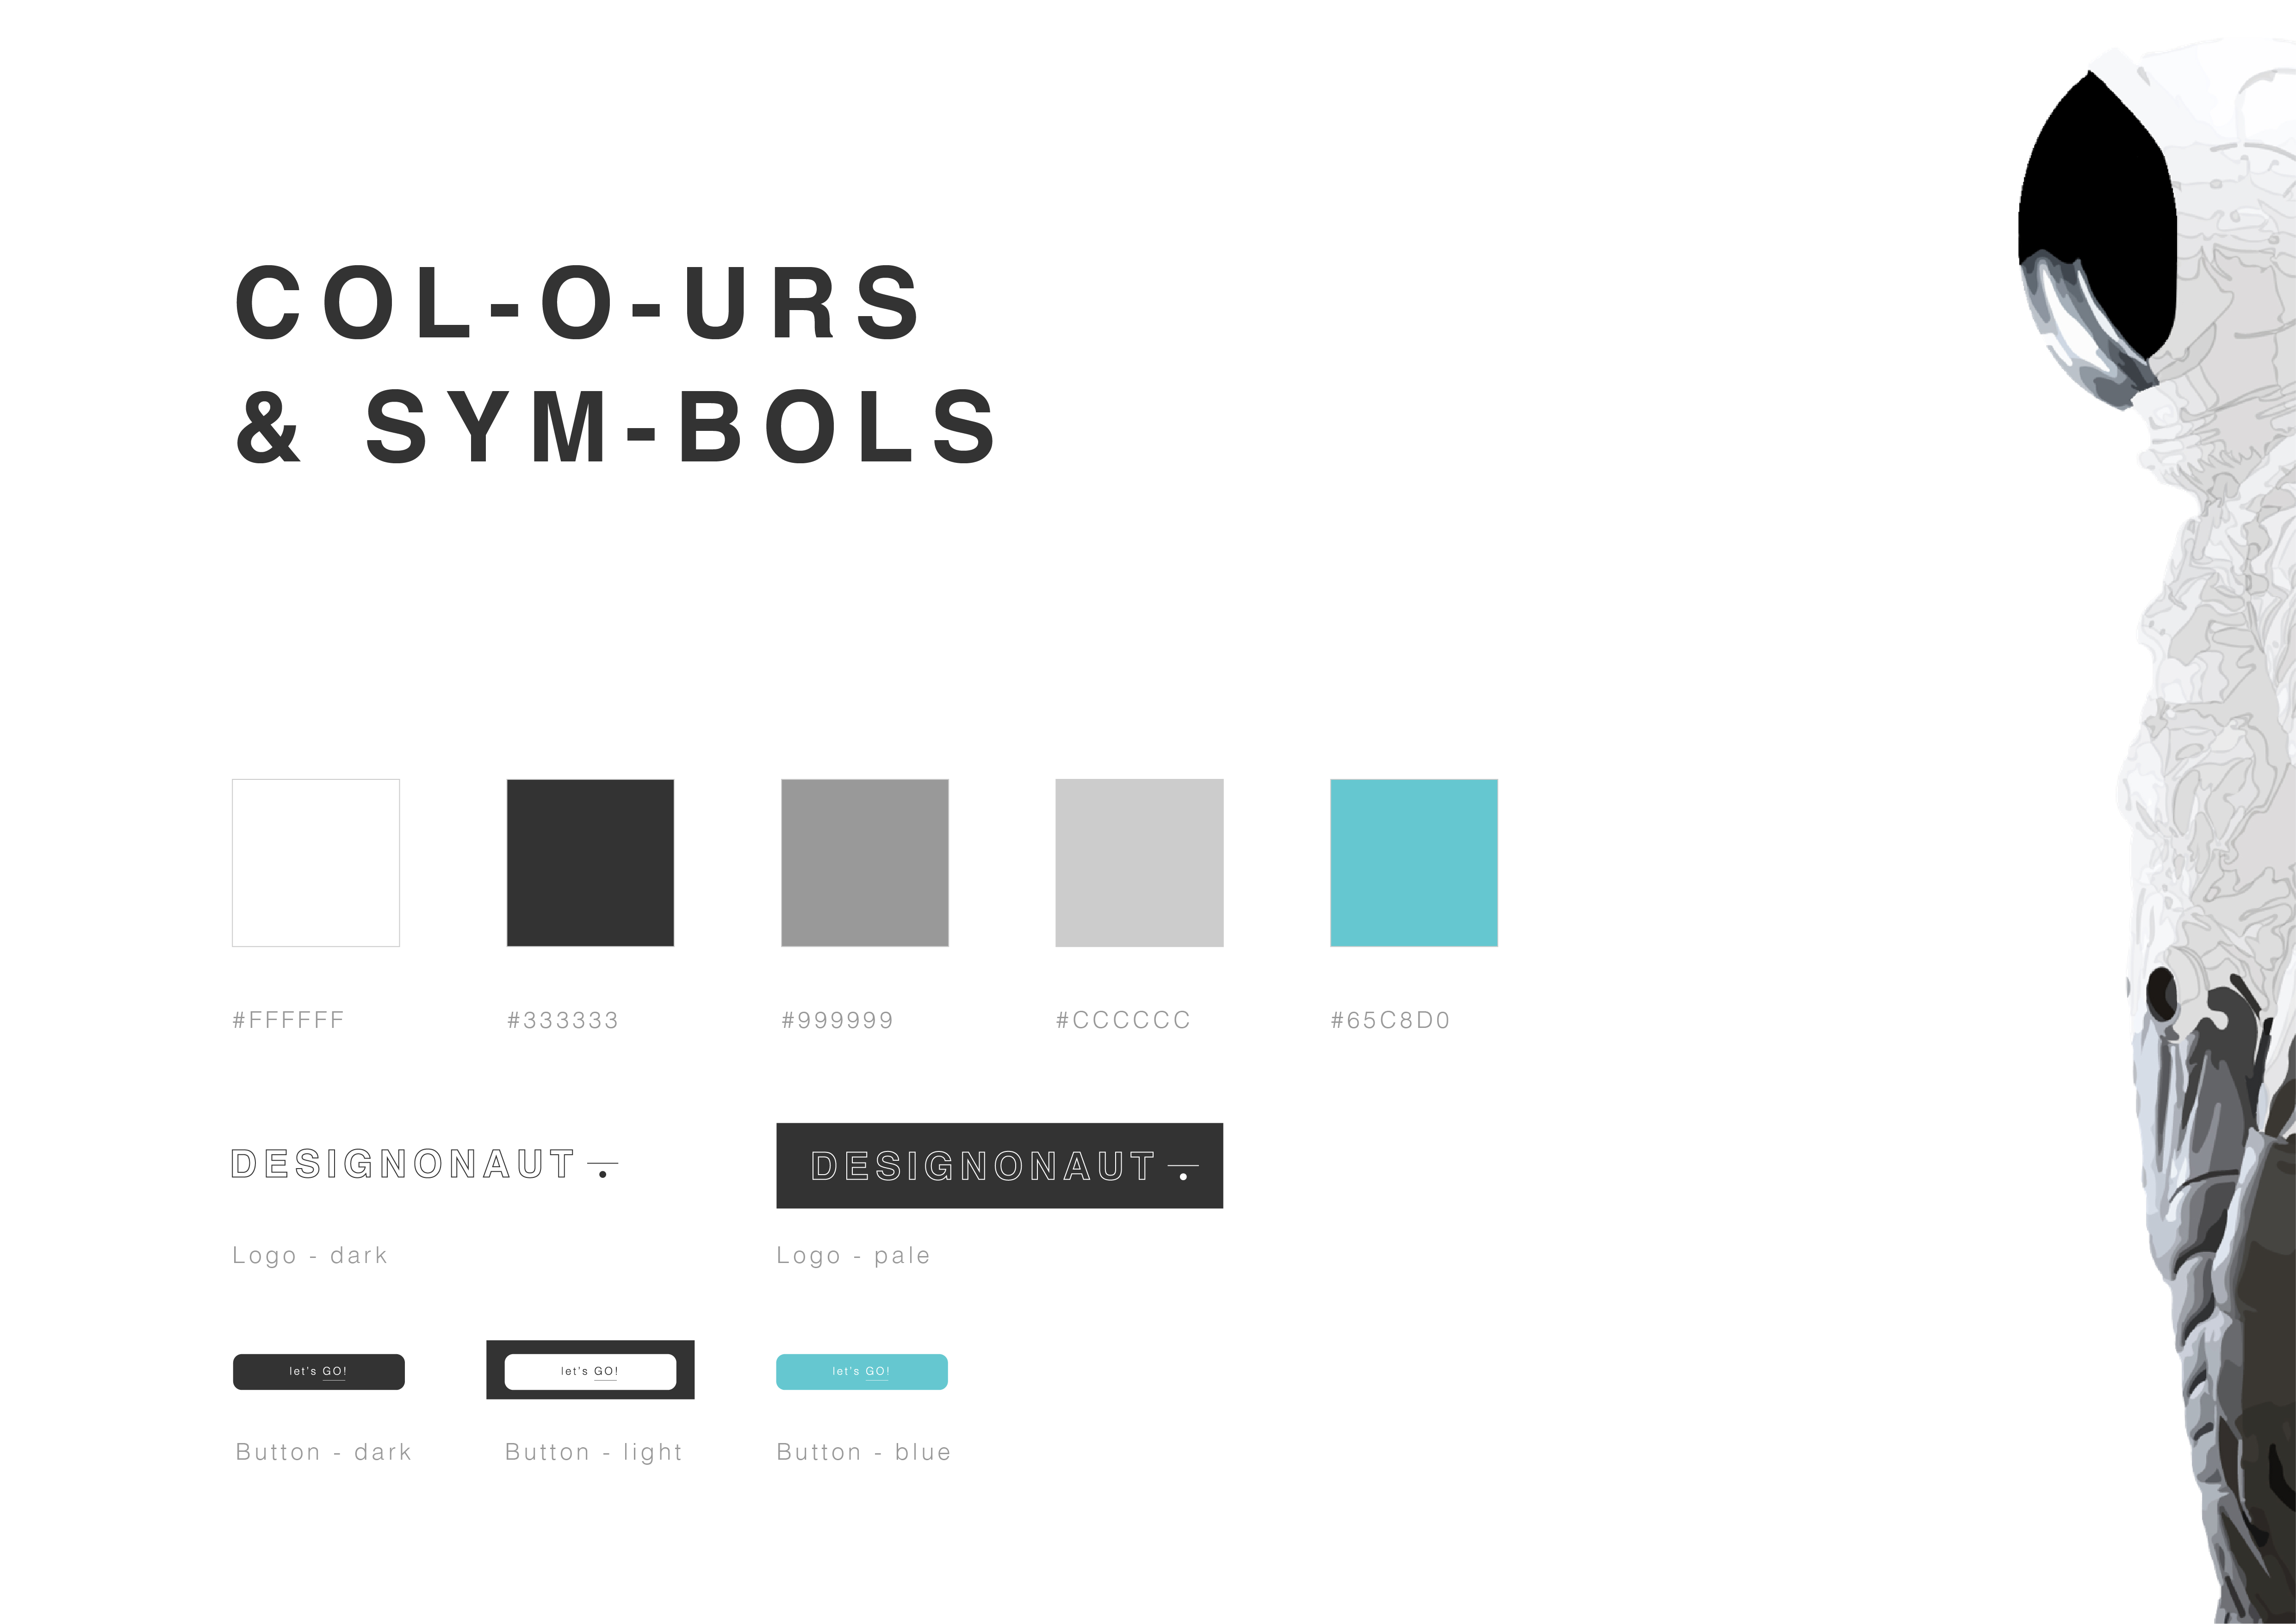 COL-O-URS
& SYM-BOLS
#FFFFFF #333333 #999999 #CCCCCC #65C8D0
DESIGNONAUT DESIGNONAUT
Logo - dark Logo - pale
let's GO! let's GO! let's GO!
Button - dark Button - light Button - blue